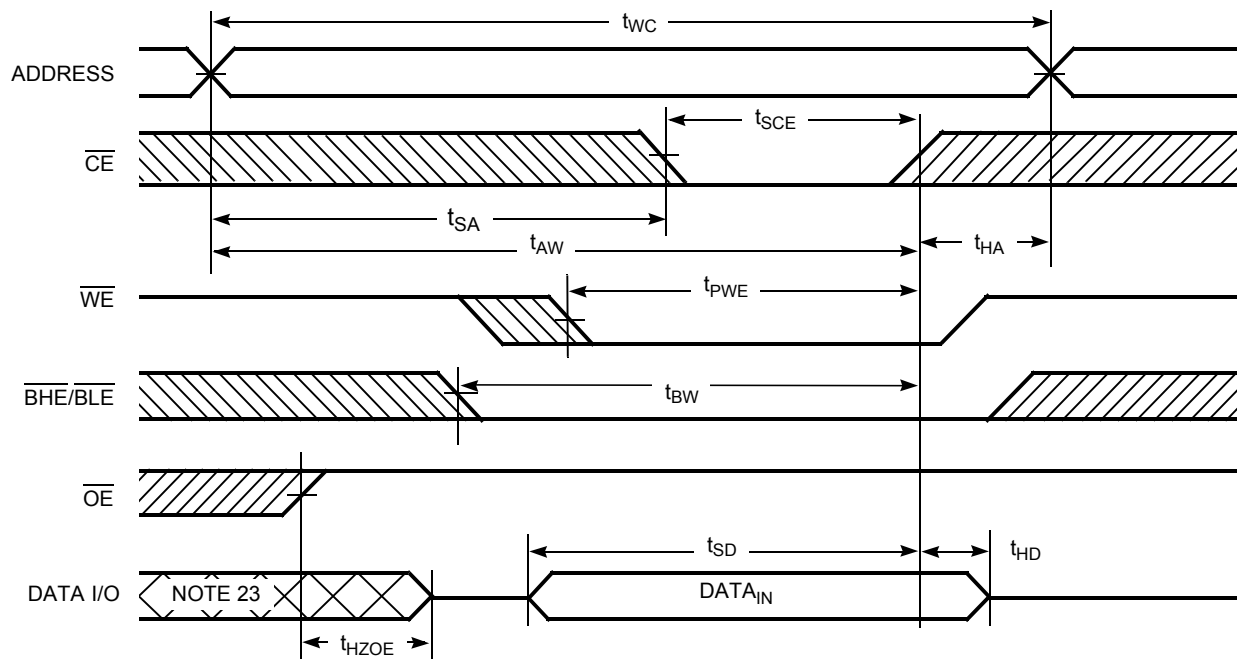 tWC
ADDRESS
tSCE
CE
tSA
tAW
tHA
WE
tPWE
BHE/BLE
tBW
OE
tSD
tHD
DATA I/O
NOTE 23
DATAIN
tHZOE